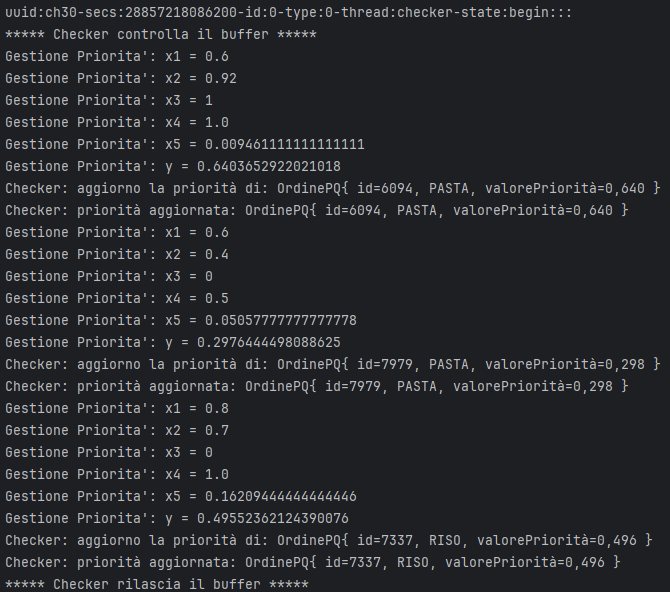 uuid:ch30-secs:28857218086200-id:0-type:0-thread:checker-state:begin:::
***** Checker controlla il buffer *****
Gestione Priorita': x1 = 0.6
Gestione Priorita': x2 = 0.92
Gestione Priorita': x3 = 1
Gestione Priorita': x4 = 1.0
Gestione Priorita': x5 = 0.009461111111111111
Gestione Priorita': y = 0.6403652922021018
Checker: aggiorno la priorità di: OrdinePQ{ id=6094, PASTA, valorePriorità=0,640 }
Checker: priorità aggiornata: OrdinePQ{ id=6094, PASTA, valorePriorità=0,640 }
Gestione Priorita': x1 = 0.6
Gestione Priorita': x2 = 0.4
Gestione Priorita': x3 = 0
Gestione Priorita': x4 = 0.5
Gestione Priorita': x5 = 0.05057777777777778
Gestione Priorita': y = 0.2976444498088625
Checker: aggiorno la priorità di: OrdinePQ{ id=7979, PASTA, valorePriorità=0,298 }
Checker: priorità aggiornata: OrdinePQ{ id=7979, PASTA, valorePriorità=0,298 }
Gestione Priorita': x1 = 0.8
Gestione Priorita': x2 = 0.7
Gestione Priorita': x3 = 0
Gestione Priorita': x4 = 1.0
Gestione Priorita': x5 = 0.16209444444444446
Gestione Priorita': y = 0.49552362124390076
Checker: aggiorno la priorità di: OrdinePQ{ id=7337, RISO, valorePriorità=0,496 }
Checker: priorità aggiornata: OrdinePQ{ id=7337, RISO, valorePriorità=0,496 }
***** Checker rilascia il buffer *****